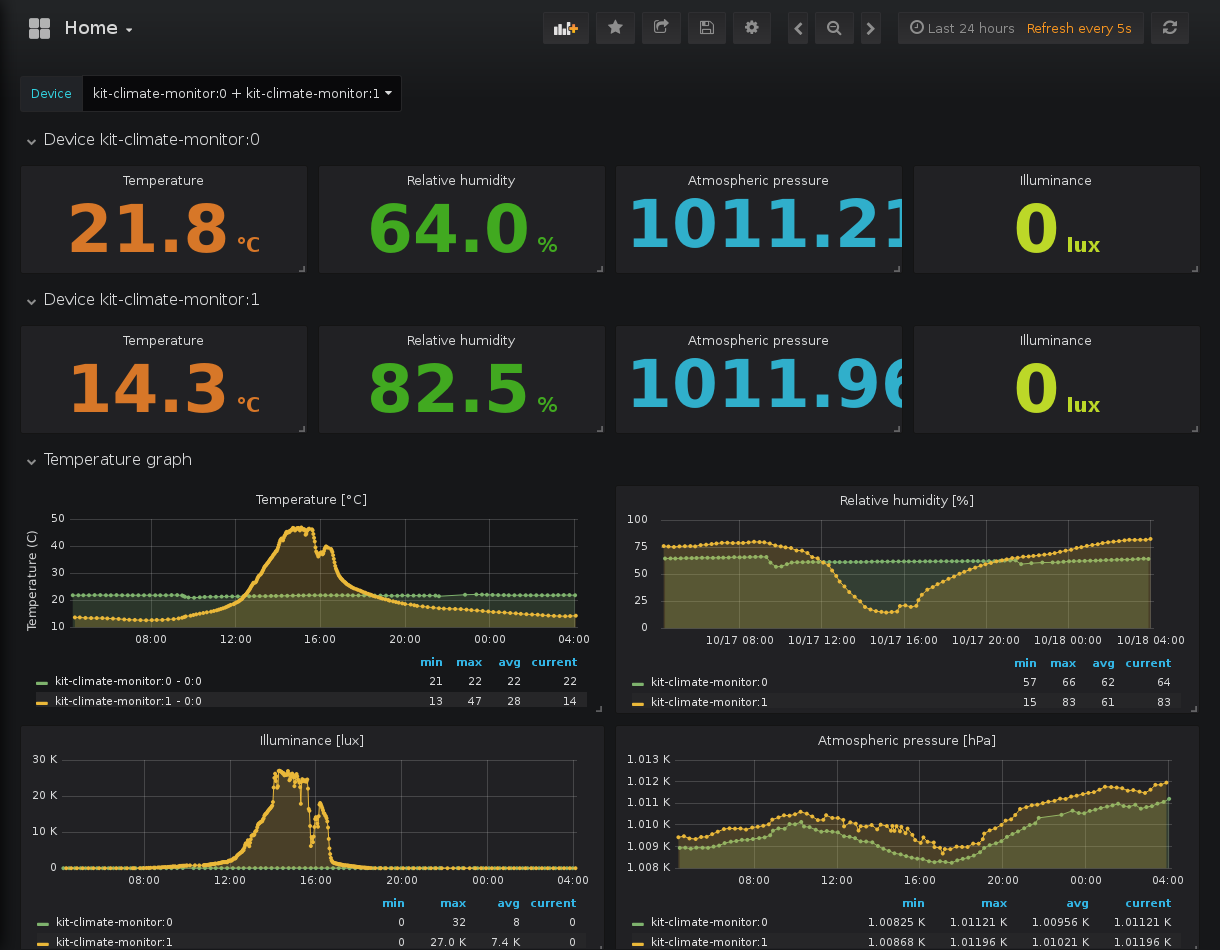 Home
Last 24 hours Refresh every 5s
Device kit-climate-monitor:0 + kit-climate-monitor:1
Device kit-climate-monitor:0
Temperature Relative humidity Atmospheric pressure Illuminance
21.8 °C 64.0 % 1011.21 0 lux
Device kit-climate-monitor:1
Temperature Relative humidity Atmospheric pressure Illuminance
14.3 °C 82.5 % 1011.96 0 lux
Temperature graph
Temperature [°C]
Temperature (C)
50
40
30
20
10
08:00 12:00 16:00 20:00 00:00 04:00
min max avg current
kit-climate-monitor:0 - 0:0 21 22 22 22
kit-climate-monitor:1 - 0:0 13 47 28 14
Relative humidity [%]
100
75
50
25
0
10/17 08:00 10/17 12:00 10/17 16:00 10/17 20:00 10/18 00:00 10/18 04:00
min max avg current
kit-climate-monitor:0 57 66 62 64
kit-climate-monitor:1 15 83 61 83
Illuminance [lux]
30 K
20 K
10 K
0
08:00 12:00 16:00 20:00 00:00 04:00
min max avg current
kit-climate-monitor:0 0 32 8 0
kit-climate-monitor:1 0 27.0 K 7.4 K 0
Atmospheric pressure [hPa]
1.013 K
1.012 K
1.011 K
1.010 K
1.009 K
1.008 K
08:00 12:00 16:00 20:00 00:00 04:00
min max avg current
kit-climate-monitor:0 1.00825 K 1.01121 K 1.00956 K 1.01121 K
kit-climate-monitor:1 1.00868 K 1.01196 K 1.01021 K 1.01196 K